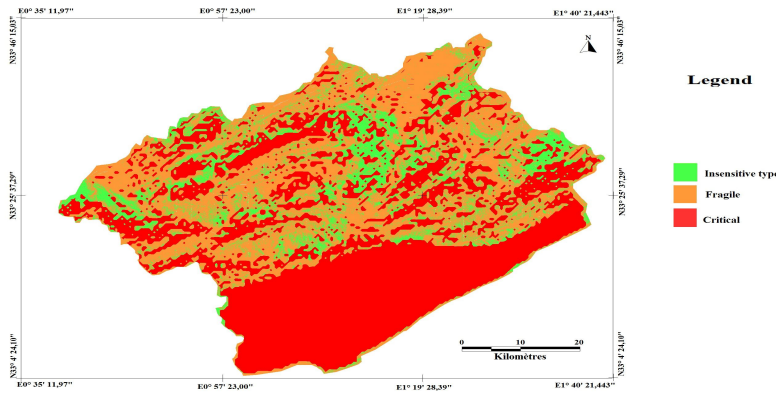 E0° 35' 11,97'' E0° 57' 23,00'' E1° 19' 28,39'' E1° 40' 21,443''
N33° 46' 15,03''
N33° 46' 15,03''
N
Legend
Insensitive type
Fragile
Critical
N33° 25' 37,29''
N33° 25' 37,29''
0 10 20
Kilomètres
N33° 4' 24,10''
N33° 4' 24,10''
E0° 35' 11,97'' E0° 57' 23,00'' E1° 19' 28,39'' E1° 40' 21,443''